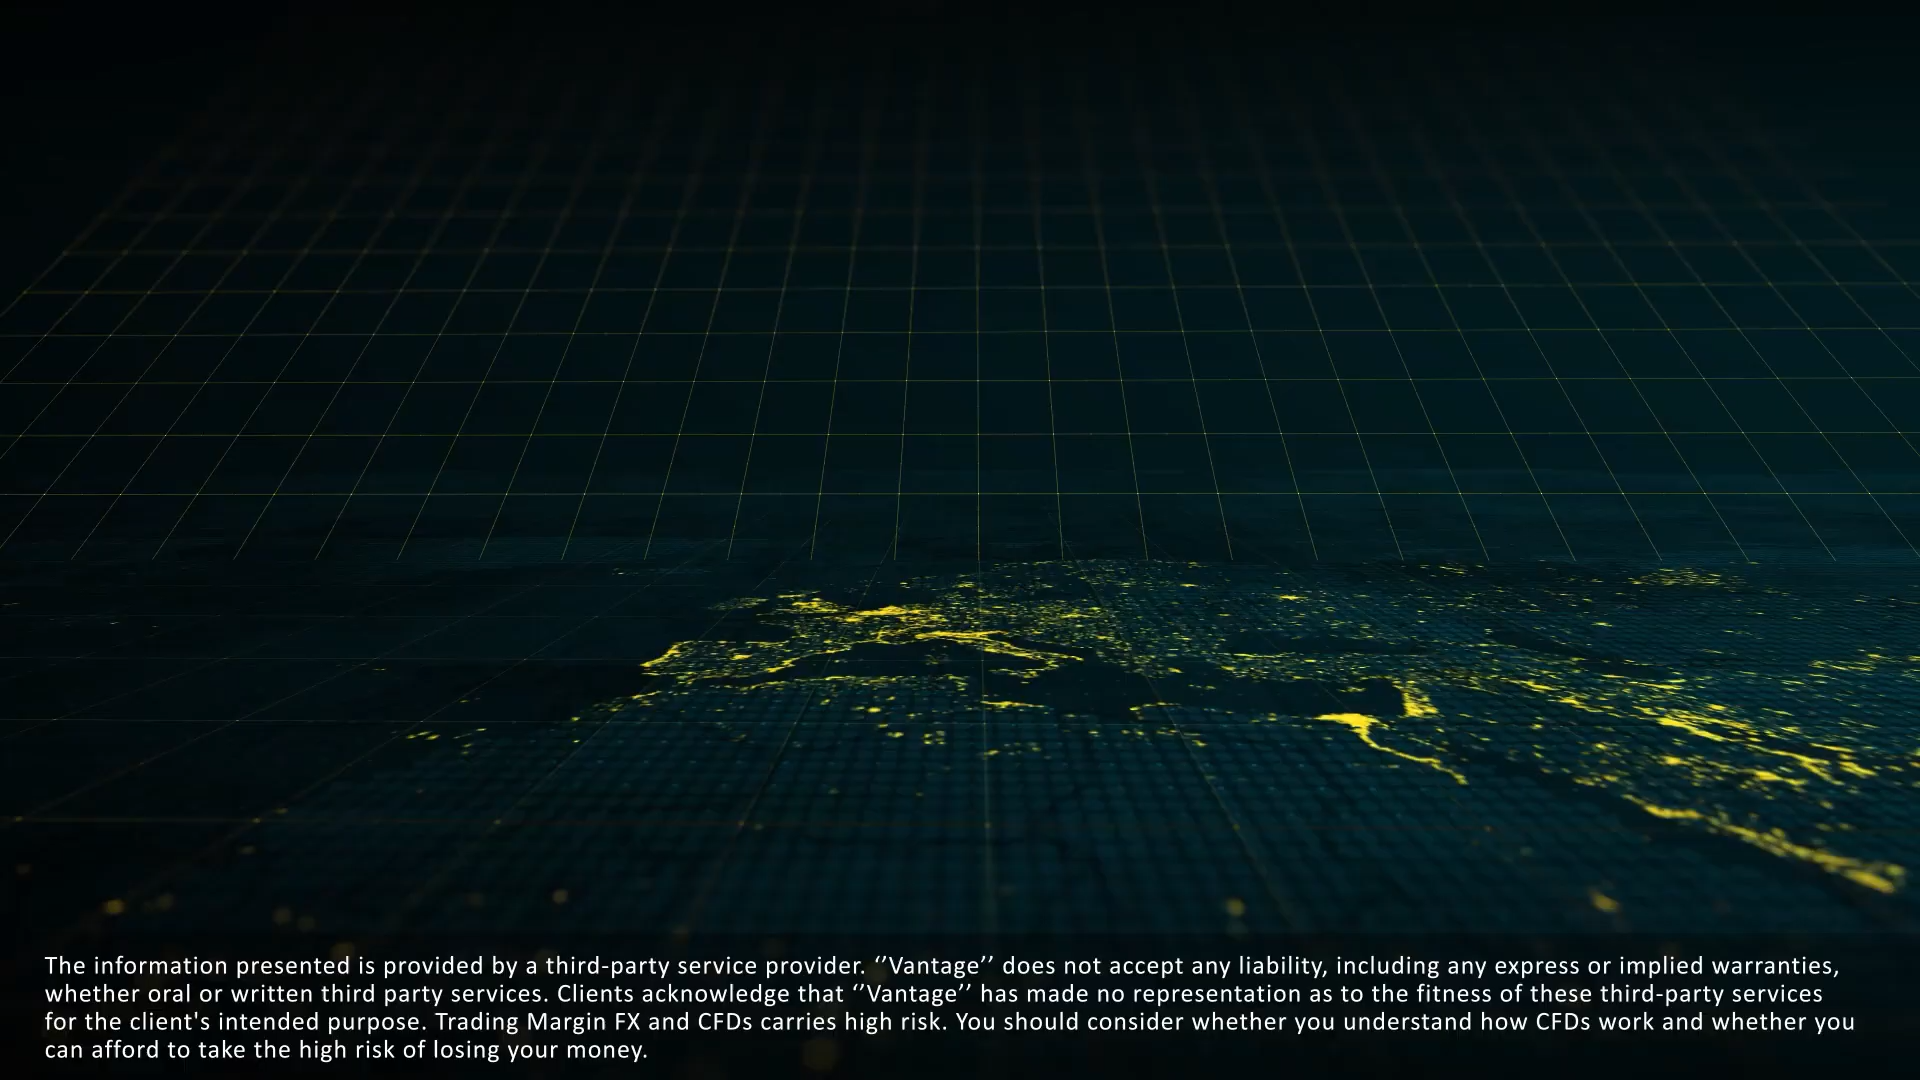 The information presented is provided by a third-party service provider. ‘’Vantage’’ does not accept any liability, including any express or implied warranties,
whether oral or written third party services. Clients acknowledge that ‘’Vantage’’ has made no representation as to the fitness of these third-party services
for the client's intended purpose. Trading Margin FX and CFDs carries high risk. You should consider whether you understand how CFDs work and whether you
can afford to take the high risk of losing your money.